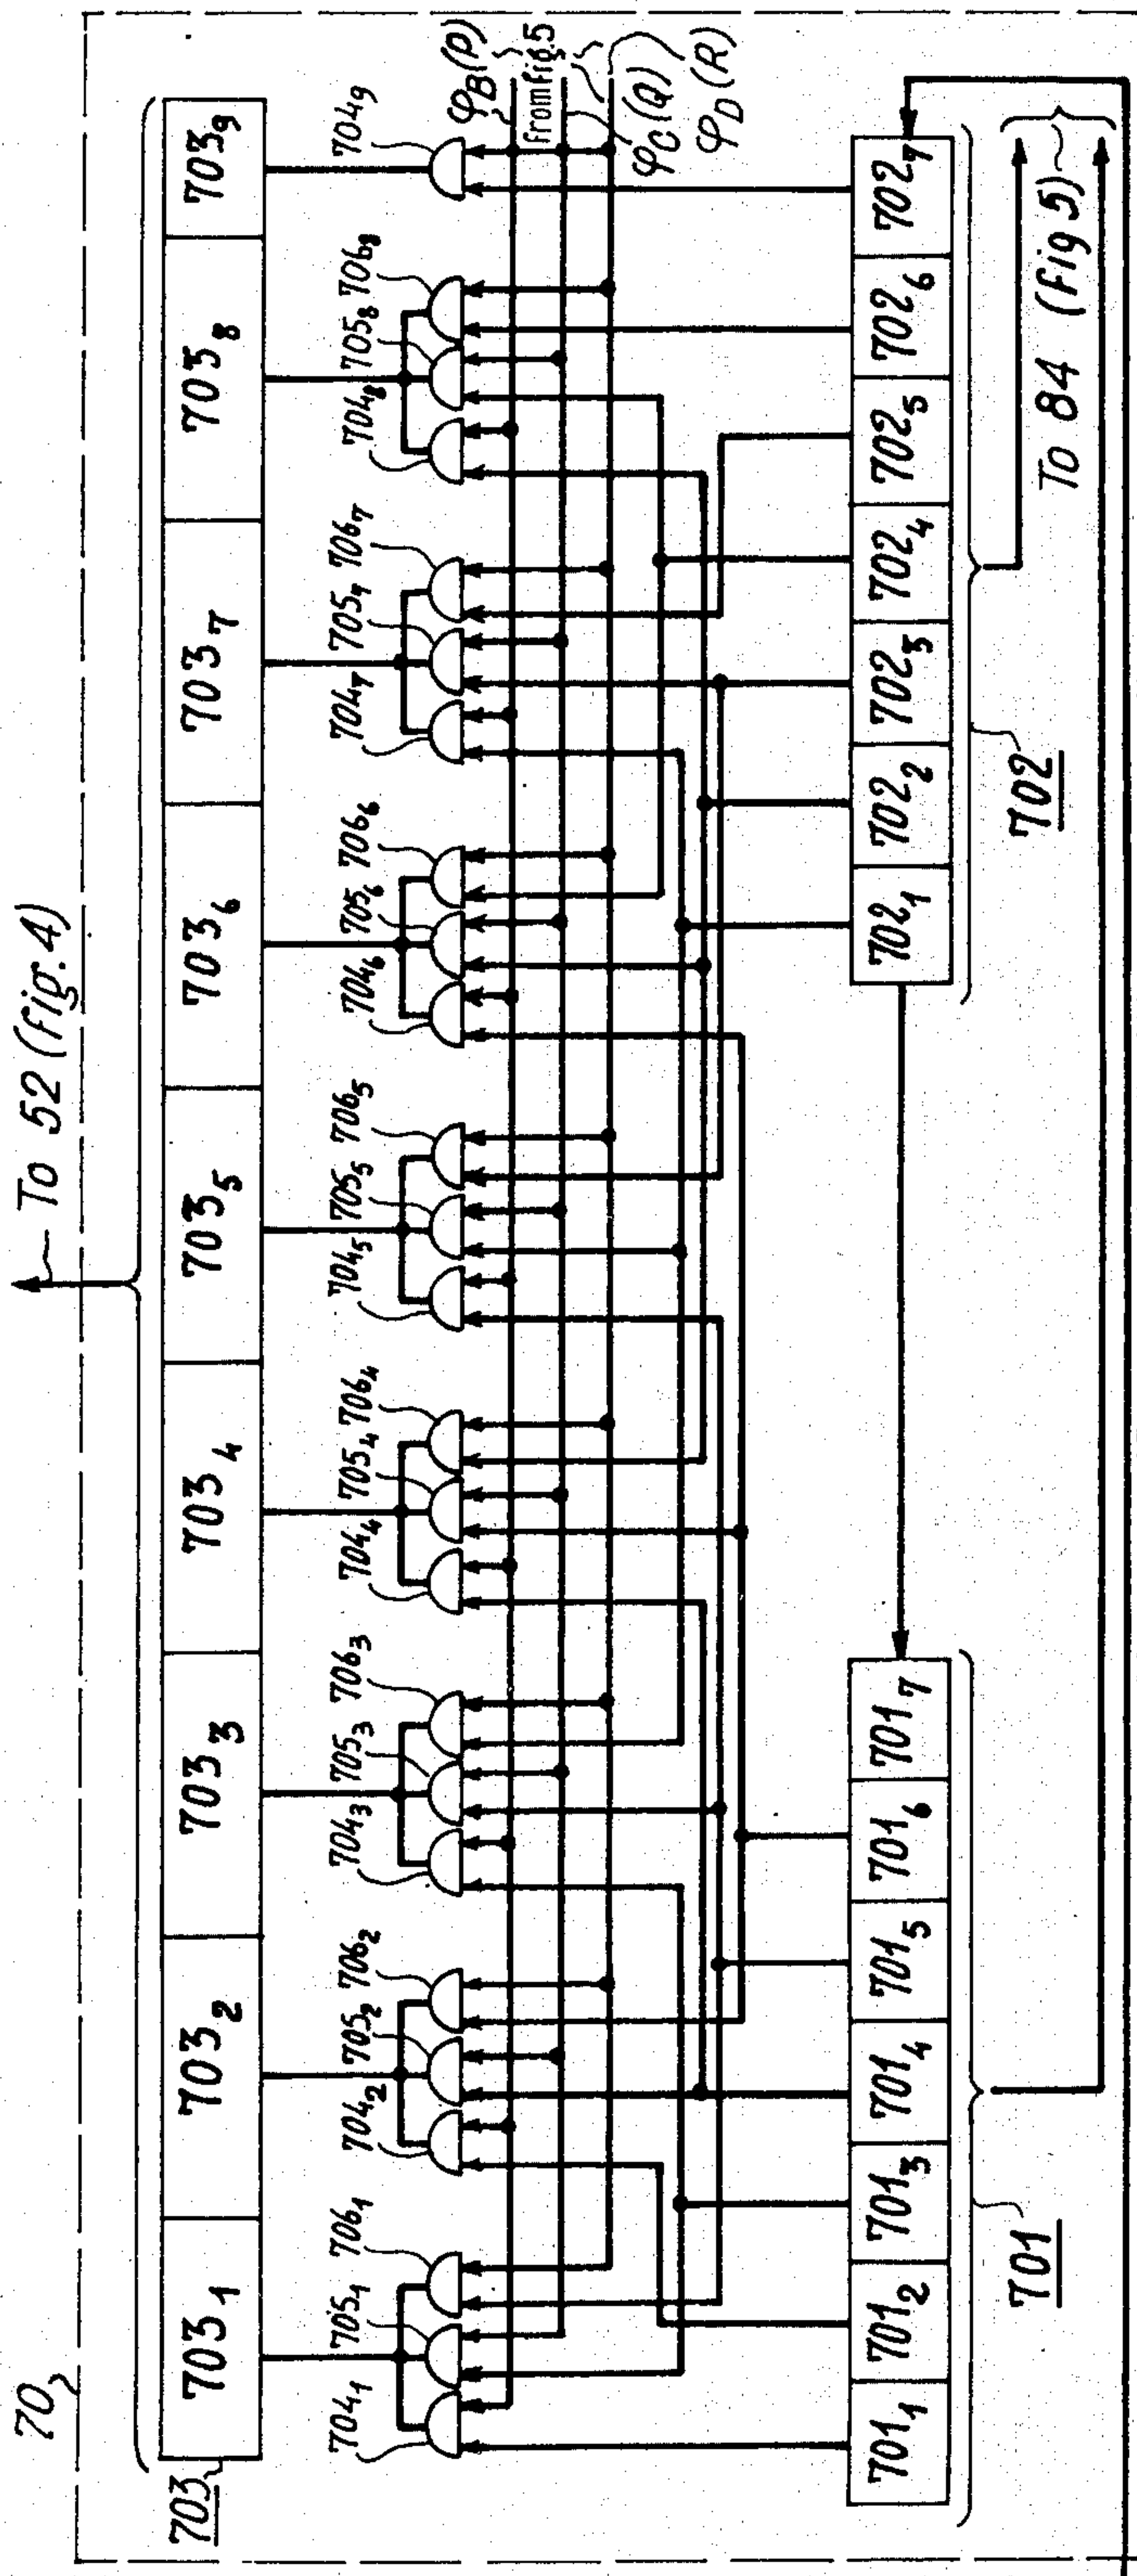 70
To 52 (fig. 4)
703
703₁ 703₂ 703₃ 703₄ 703₅ 703₆ 703₇ 703₈ 703₉
704₁ 705₁ 706₁ 704₂ 705₂ 706₂ 704₃ 705₃ 706₃ 704₄ 705₄ 706₄ 704₅ 705₅ 706₅ 704₆ 705₆ 706₆ 704₇ 705₇ 706₇ 704₈ 705₈ 706₈ 704₉
φB (P)
from fig. 5
φC (Q)
φD (R)
701₁ 701₂ 701₃ 701₄ 701₅ 701₆ 701₇
702₁ 702₂ 702₃ 702₄ 702₅ 702₆ 702₇
701
702
To 84 (fig 5)